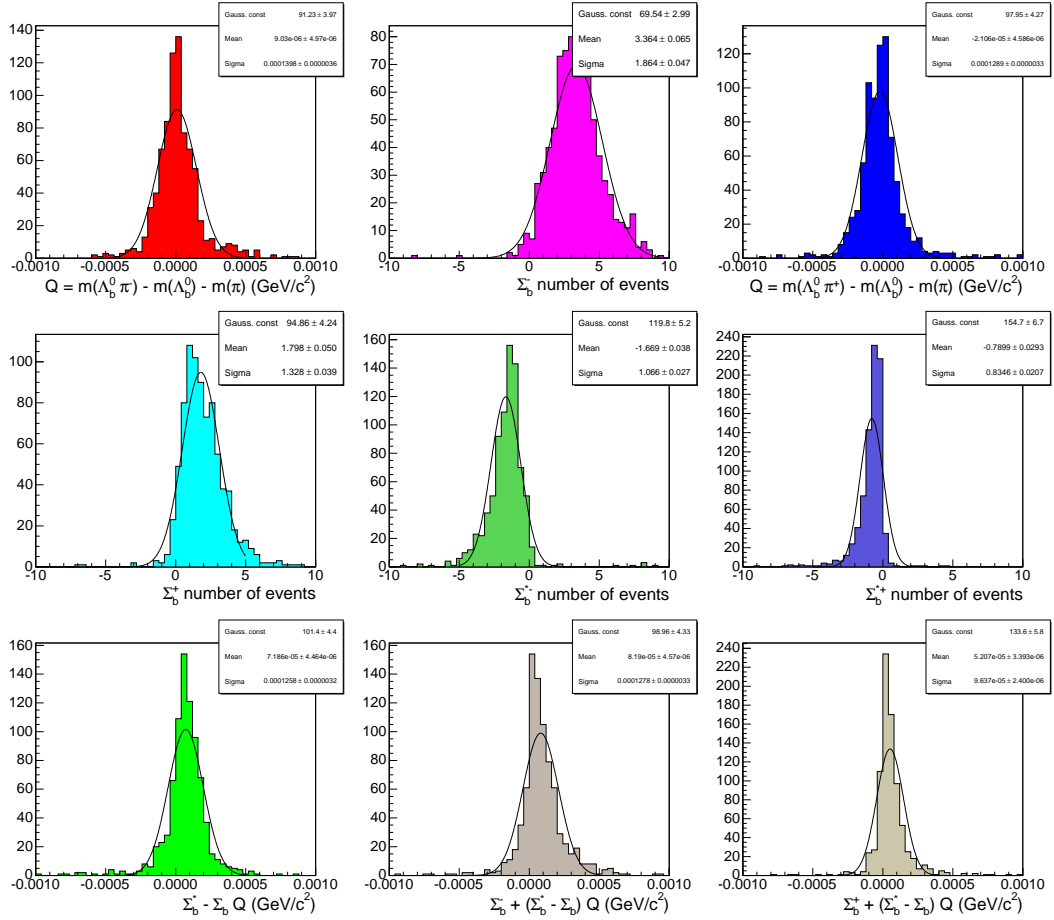 Gauss. const 91.23 ± 3.97
Mean 9.03e-06 ± 4.97e-06
Sigma 0.0001398 ± 0.0000036
140
120
100
80
60
40
20
0
-0.0010 -0.0005 0.0000 0.0005 0.0010
Q = m(Λb0 π-) - m(Λb0) - m(π) (GeV/c2)
Gauss. const 69.54 ± 2.99
Mean 3.364 ± 0.065
Sigma 1.864 ± 0.047
80
70
60
50
40
30
20
10
0
-10 -5 0 5 10
Σb- number of events
Gauss. const 97.95 ± 4.27
Mean -2.106e-05 ± 4.586e-06
Sigma 0.0001289 ± 0.0000033
120
100
80
60
40
20
0
-0.0010 -0.0005 0.0000 0.0005 0.0010
Q = m(Λb0 π+) - m(Λb0) - m(π) (GeV/c2)
Gauss. const 94.86 ± 4.24
Mean 1.798 ± 0.050
Sigma 1.328 ± 0.039
100
80
60
40
20
0
-10 -5 0 5 10
Σb+ number of events
Gauss. const 119.8 ± 5.2
Mean -1.669 ± 0.038
Sigma 1.066 ± 0.027
160
140
120
100
80
60
40
20
0
-10 -5 0 5 10
Σb*- number of events
Gauss. const 154.7 ± 6.7
Mean -0.7899 ± 0.0293
Sigma 0.8346 ± 0.0207
240
220
200
180
160
140
120
100
80
60
40
20
0
-10 -5 0 5 10
Σb*+ number of events
Gauss. const 101.4 ± 4.4
Mean 7.186e-05 ± 4.464e-06
Sigma 0.0001258 ± 0.0000032
160
140
120
100
80
60
40
20
0
-0.0010 -0.0005 0.0000 0.0005 0.0010
Σb* - Σb Q (GeV/c2)
Gauss. const 98.96 ± 4.33
Mean 8.19e-05 ± 4.57e-06
Sigma 0.0001278 ± 0.0000033
160
140
120
100
80
60
40
20
0
-0.0010 -0.0005 0.0000 0.0005 0.0010
Σb- + (Σb* - Σb) Q (GeV/c2)
Gauss. const 133.6 ± 5.8
Mean 5.207e-05 ± 3.393e-06
Sigma 9.637e-05 ± 2.400e-06
240
220
200
180
160
140
120
100
80
60
40
20
0
-0.0010 -0.0005 0.0000 0.0005 0.0010
Σb+ + (Σb* - Σb) Q (GeV/c2)